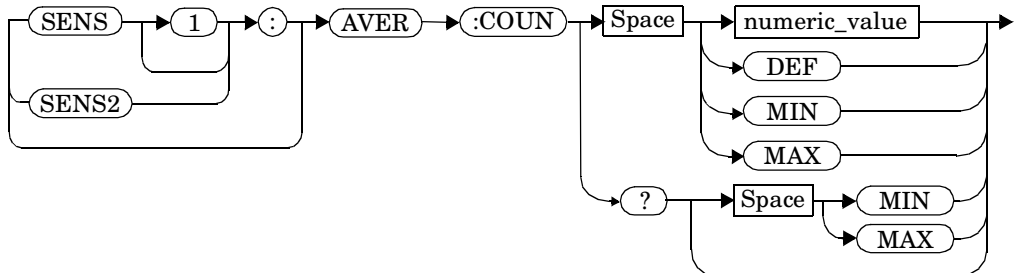 SENS 1 : AVER :COUN Space numeric_value
DEF
SENS2
MIN
MAX
? Space MIN
MAX